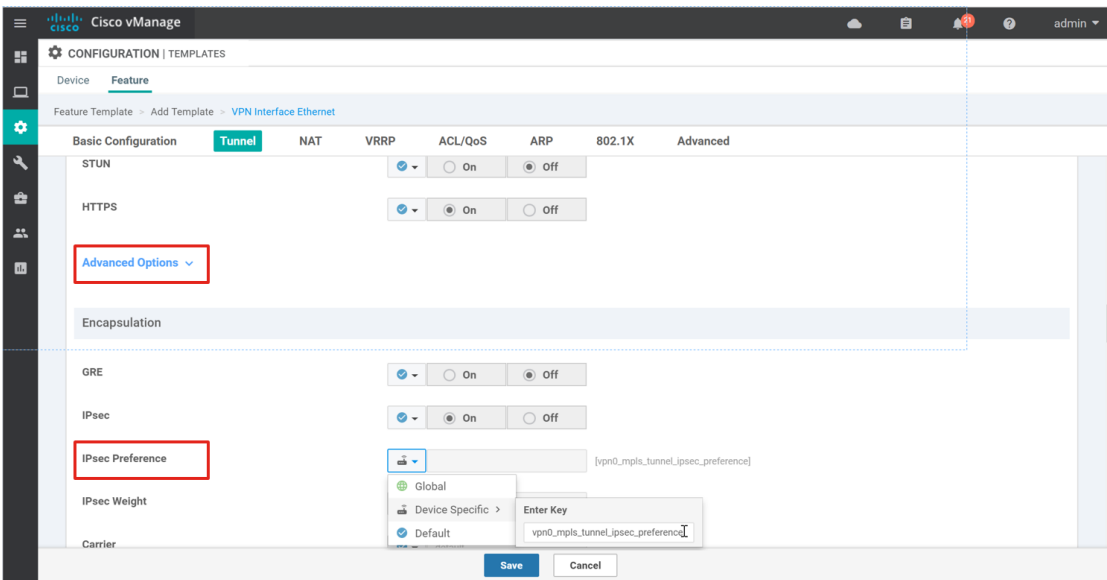 CISCO Cisco vManage 21 admin
CONFIGURATION | TEMPLATES
Device Feature
Feature Template > Add Template > VPN Interface Ethernet
Basic Configuration Tunnel NAT VRRP ACL/QoS ARP 802.1X Advanced
STUN On Off
HTTPS On Off
Advanced Options
Encapsulation
GRE On Off
IPsec On Off
IPsec Preference [vpn0_mpls_tunnel_ipsec_preference]
Global
IPsec Weight
Device Specific > Enter Key
Default vpn0_mpls_tunnel_ipsec_preference
Carrier
Save Cancel